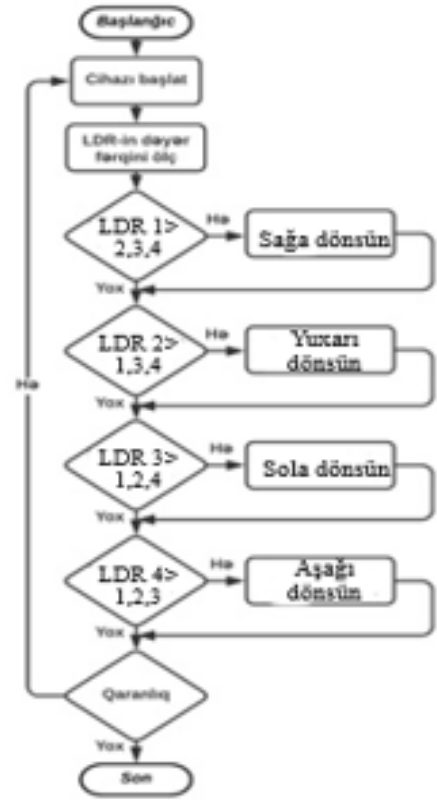 Başlanğıc
Cihazı başlat
LDR-in dəyər
fərqini ölç
LDR 1>
2,3,4
Hə
Sağa dönsün
Yox
LDR 2>
1,3,4
Hə
Yuxarı
dönsün
Yox
Hə
LDR 3>
1,2,4
Hə
Sola dönsün
Yox
LDR 4>
1,2,3
Hə
Aşağı
dönsün
Yox
Qaranlıq
Yox
Son